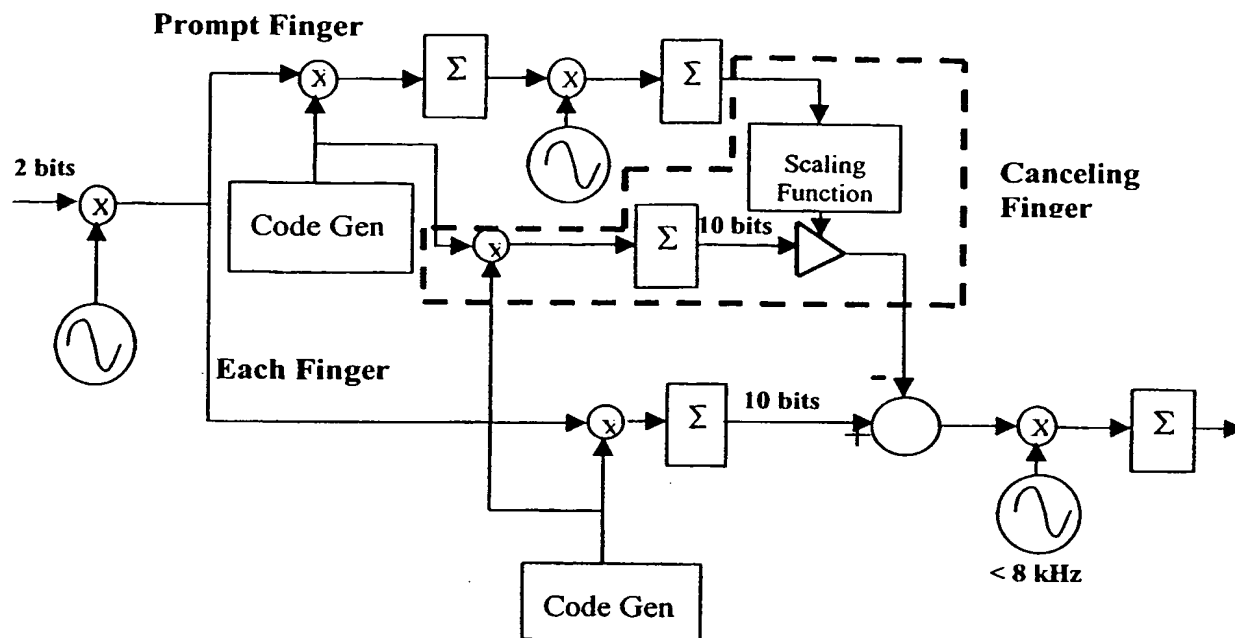 Prompt Finger
Σ
Σ
X
X
2 bits
X
Scaling
Function
Canceling
Finger
Code Gen
10 bits
x
Σ
Each Finger
10 bits
Σ
x
-
+
X
Σ
< 8 kHz
Code Gen